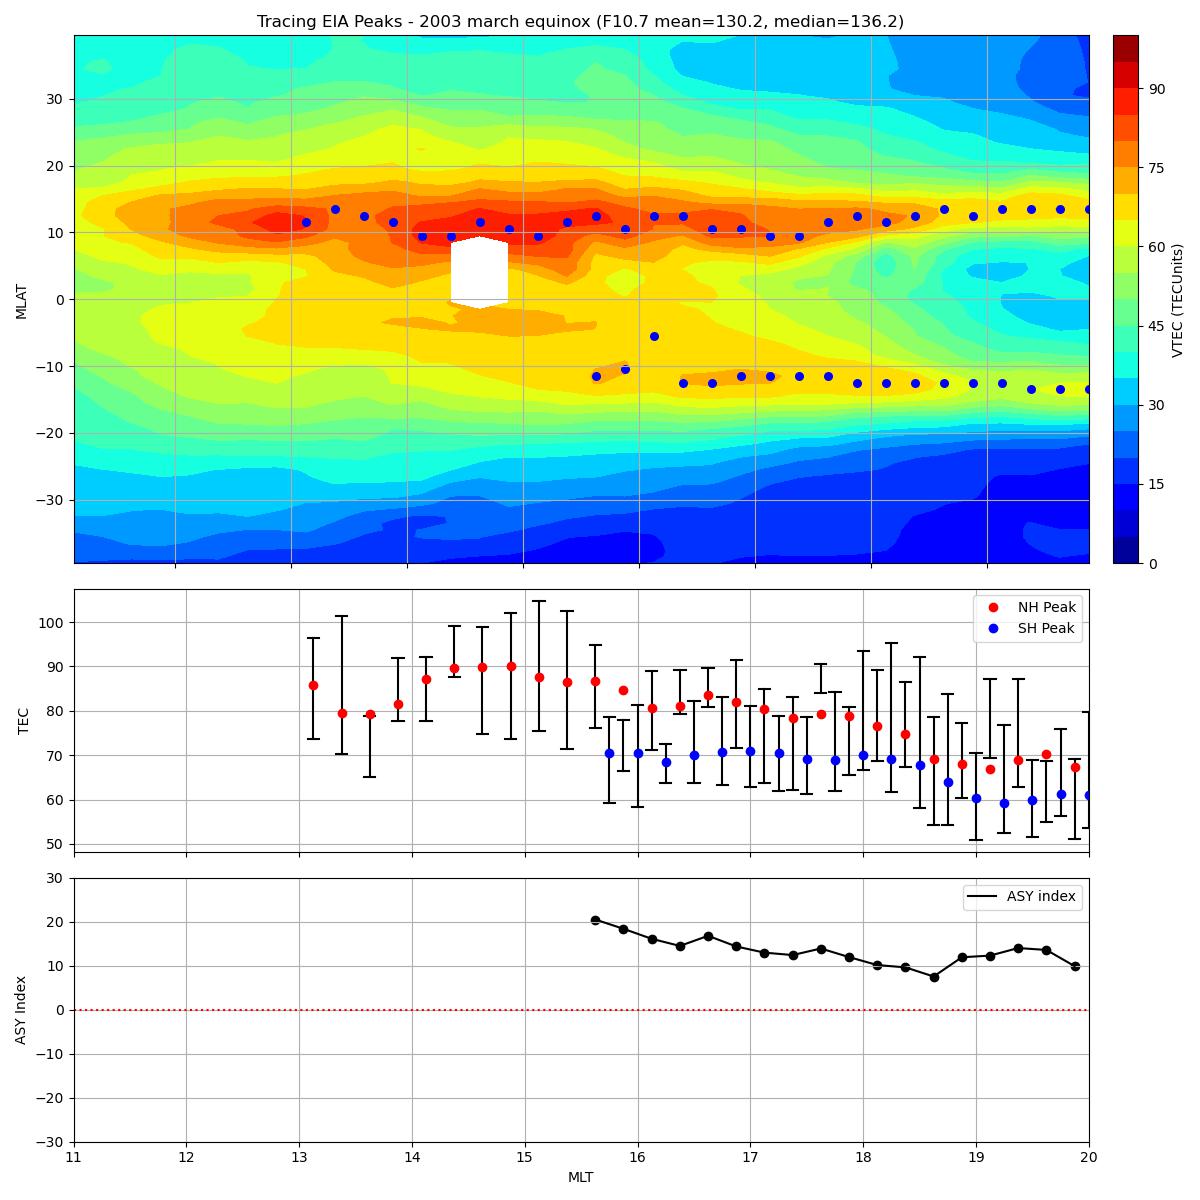 Tracing EIA Peaks - 2003 march equinox (F10.7 mean=130.2, median=136.2)
30
20
10
0
−10
−20
−30
MLAT
90
75
60
45
30
15
0
VTEC (TECUnits)
100
90
80
70
60
50
TEC
NH Peak
SH Peak
30
20
10
0
−10
−20
−30
ASY Index
ASY index
11 12 13 14 15 16 17 18 19 20
MLT